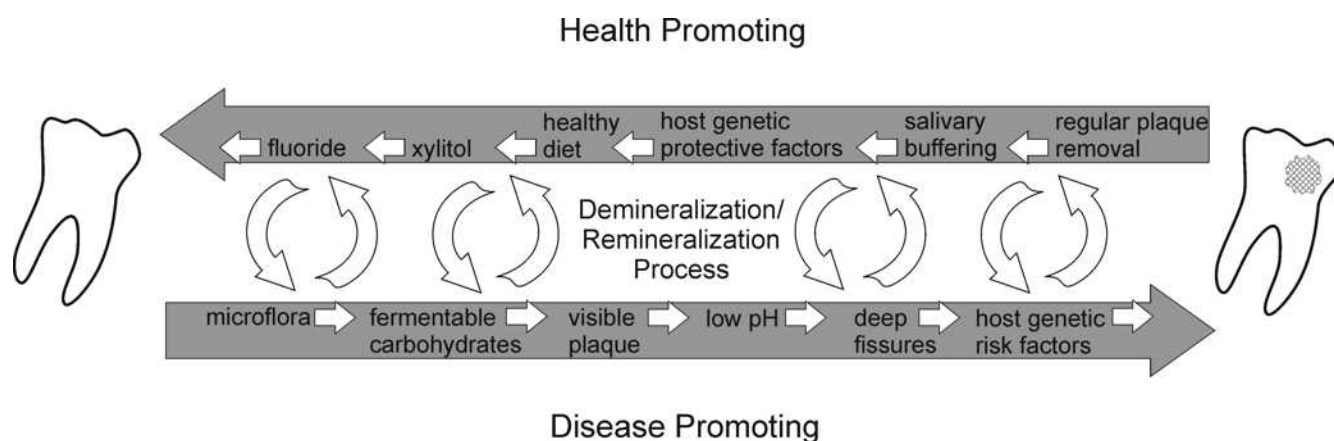 Health Promoting
fluoride
xylitol
healthy
diet
host genetic
protective factors
salivary
buffering
regular plaque
removal
Demineralization/
Remineralization
Process
microflora
fermentable
carbohydrates
visible
plaque
low pH
deep
fissures
host genetic
risk factors
Disease Promoting